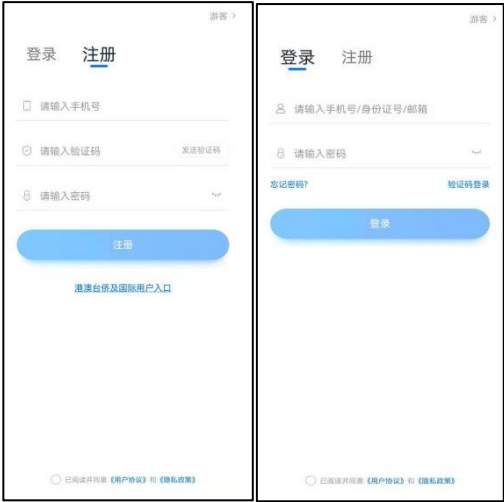 游客 >
登录 注册
请输入手机号
请输入验证码 发送验证码
请输入密码
注册
港澳台侨及国际用户入口
已阅读并同意《用户协议》和《隐私政策》
游客 >
登录 注册
请输入手机号/身份证号/邮箱
请输入密码
忘记密码? 验证码登录
登录
已阅读并同意《用户协议》和《隐私政策》